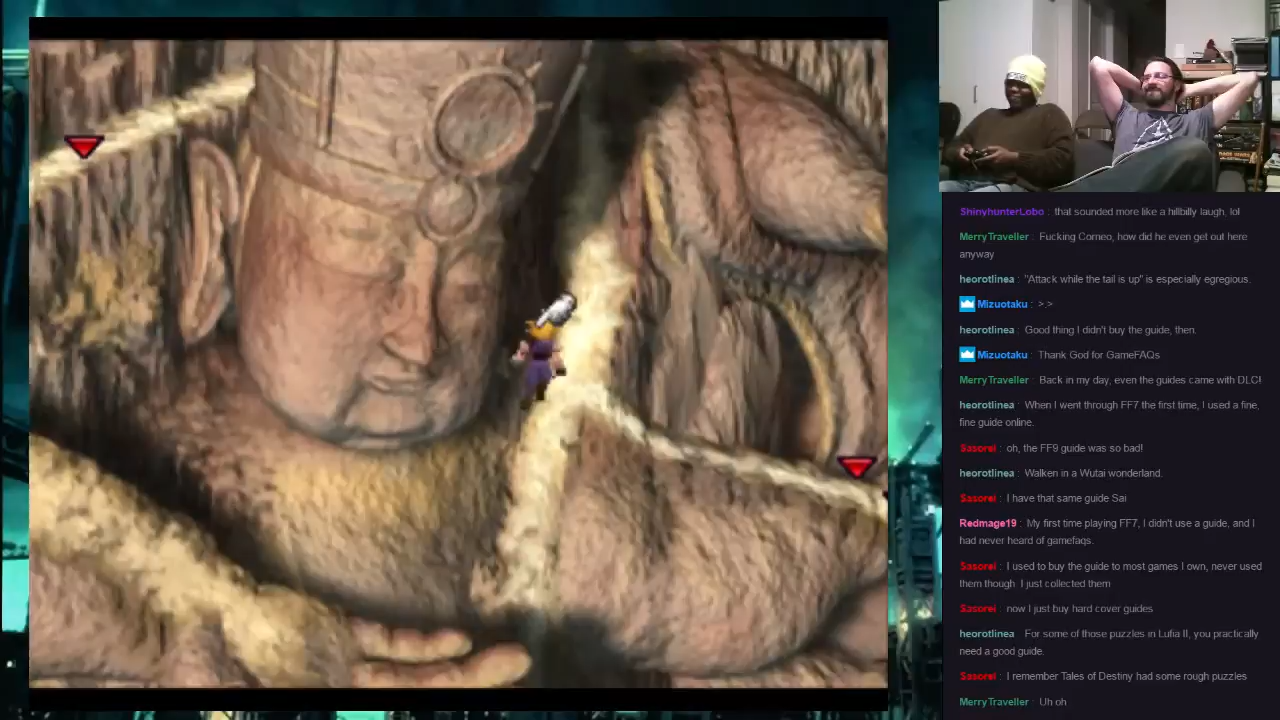 ShinyhunterLobo : that sounded more like a hillbilly laugh, lol
MerryTraveller : Fucking Corneo, how did he even get out here
anyway
heorotlinea : "Attack while the tail is up" is especially egregious.
Mizuotaku : >.>
heorotlinea : Good thing I didn't buy the guide, then.
Mizuotaku : Thank God for GameFAQs
MerryTraveller : Back in my day, even the guides came with DLC!
heorotlinea : When I went through FF7 the first time, I used a fine,
fine guide online.
Sasorei : oh, the FF9 guide was so bad!
heorotlinea : Walken in a Wutai wonderland.
Sasorei : I have that same guide Sai
Redmage19 : My first time playing FF7, I didn't use a guide, and I
had never heard of gamefaqs.
Sasorei : I used to buy the guide to most games I own, never used
them though. I just collected them
Sasorei : now I just buy hard cover guides
heorotlinea : For some of those puzzles in Lufia II, you practically
need a good guide.
Sasorei : I remember Tales of Destiny had some rough puzzles
MerryTraveller : Uh oh